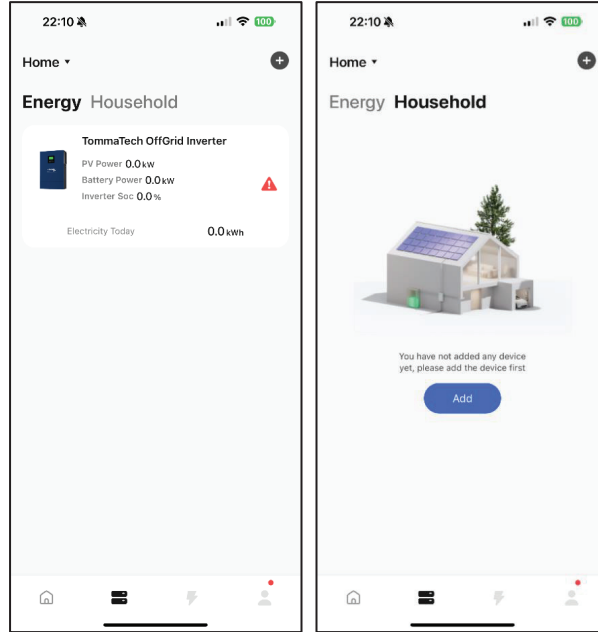 22:10
100
Home
Energy Household
TommaTech OffGrid Inverter
PV Power 0.0 kW
Battery Power 0.0 kW
Inverter Soc 0.0 %
Electricity Today 0.0 kWh
22:10
100
Home
Energy Household
You have not added any device
yet, please add the device first
Add